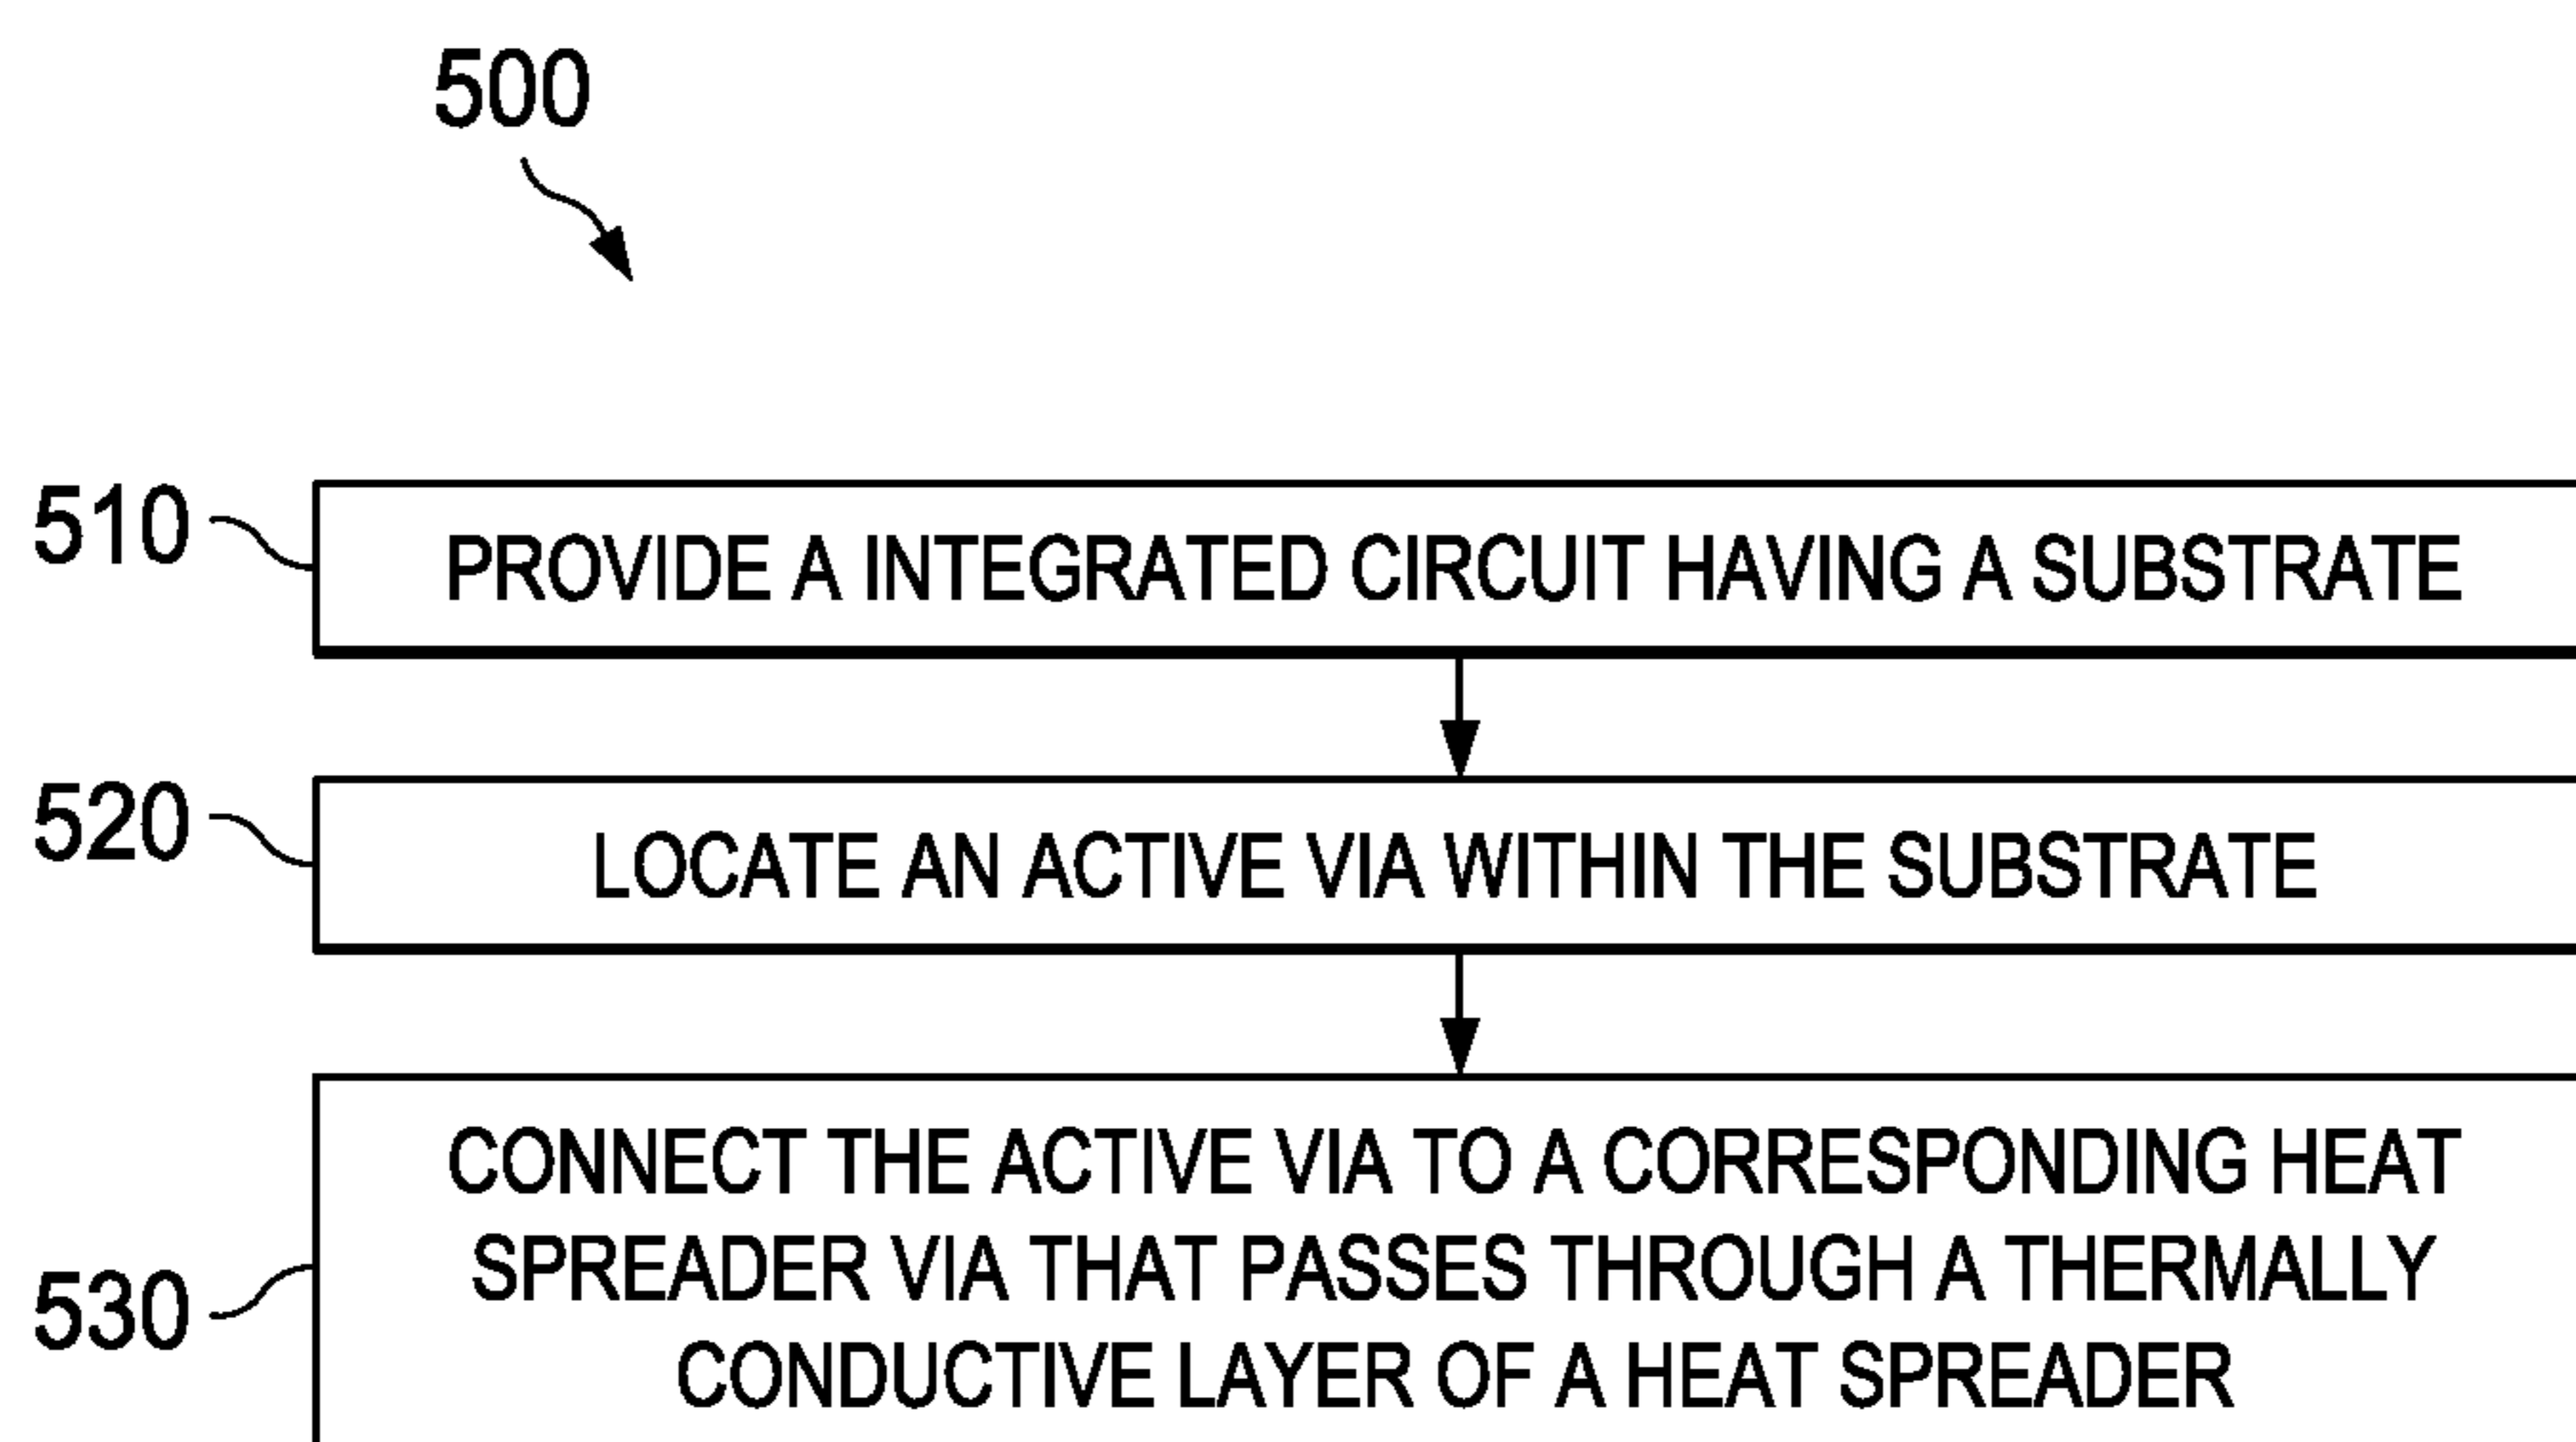 500
510
PROVIDE A INTEGRATED CIRCUIT HAVING A SUBSTRATE
520
LOCATE AN ACTIVE VIA WITHIN THE SUBSTRATE
530
CONNECT THE ACTIVE VIA TO A CORRESPONDING HEAT
SPREADER VIA THAT PASSES THROUGH A THERMALLY
CONDUCTIVE LAYER OF A HEAT SPREADER